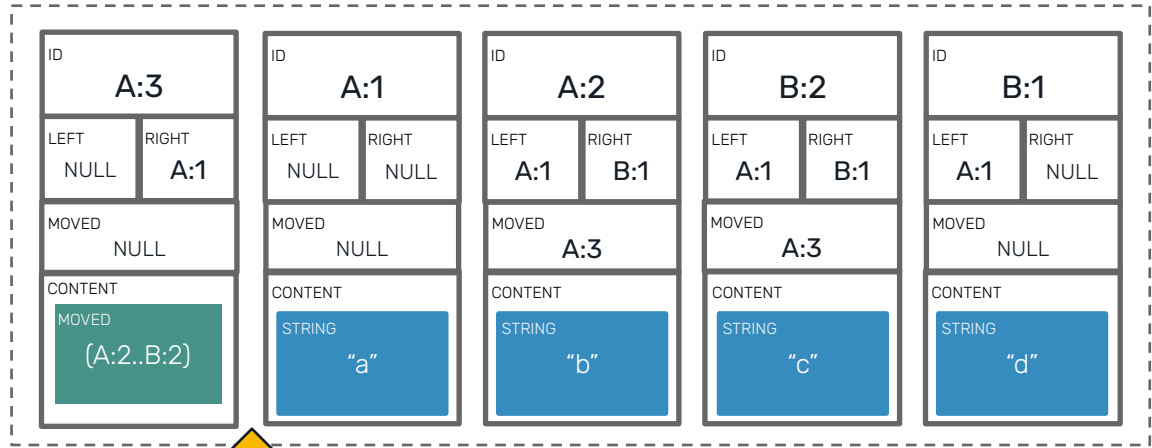 ID
A:3
LEFT
NULL
RIGHT
A:1
MOVED
NULL
CONTENT
MOVED
(A:2..B:2)
ID
A:1
LEFT
NULL
RIGHT
NULL
MOVED
NULL
CONTENT
STRING
“a”
ID
A:2
LEFT
A:1
RIGHT
B:1
MOVED
A:3
CONTENT
STRING
“b”
ID
B:2
LEFT
A:1
RIGHT
B:1
MOVED
A:3
CONTENT
STRING
“c”
ID
B:1
LEFT
A:1
RIGHT
NULL
MOVED
NULL
CONTENT
STRING
“d”